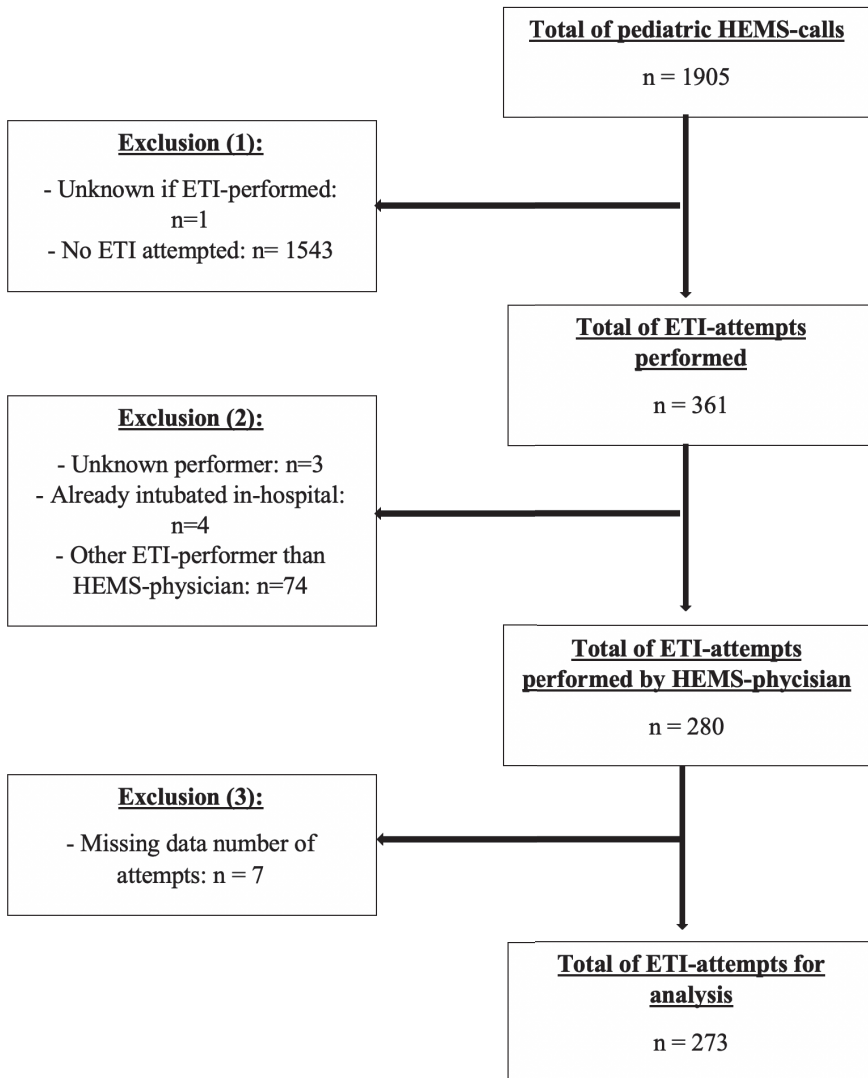 Total of pediatric HEMS-calls
n = 1905
Exclusion (1):
- Unknown if ETI-performed:
n=1
- No ETI attempted: n= 1543
Total of ETI-attempts
performed
n = 361
Exclusion (2):
- Unknown performer: n=3
- Already intubated in-hospital:
n=4
- Other ETI-performer than
HEMS-physician: n=74
Total of ETI-attempts
performed by HEMS-phycisian
n = 280
Exclusion (3):
- Missing data number of
attempts: n = 7
Total of ETI-attempts for
analysis
n = 273